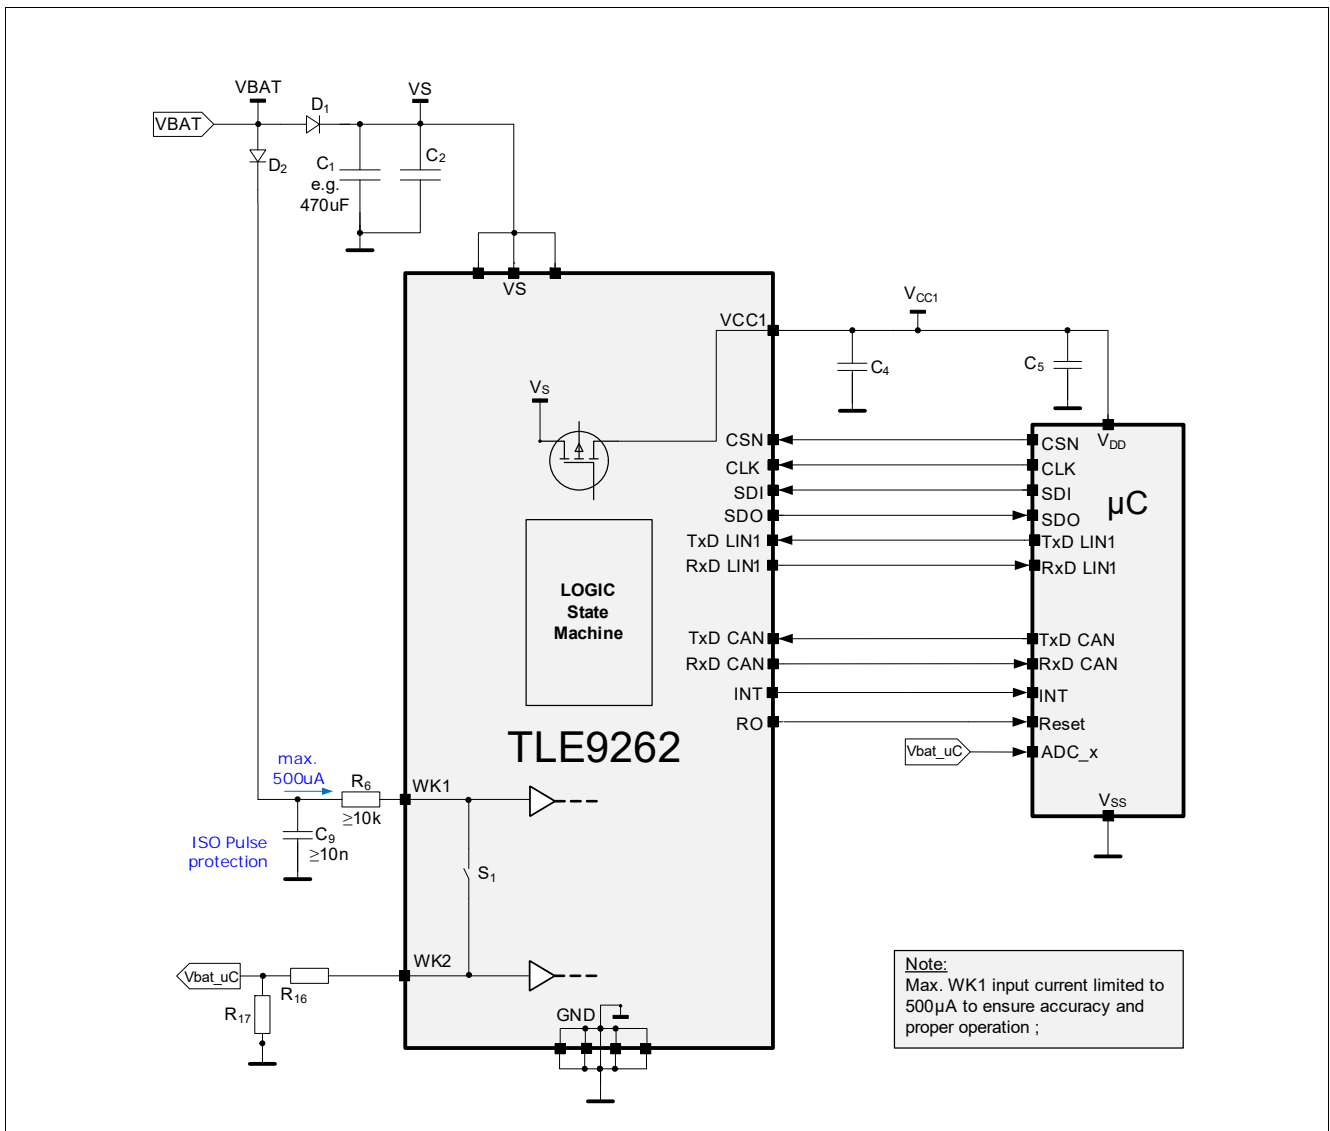 VBAT
VS
VBAT
D1
D2
C1
e.g.
470uF
C2
VS
VCC1
VCC1
C4
C5
VS
CSN
CLK
SDI
SDO
TxD LIN1
RxD LIN1
TxD CAN
RxD CAN
INT
RO
VDD
CSN
CLK
SDI
SDO
TxD LIN1
RxD LIN1
TxD CAN
RxD CAN
INT
Reset
ADC_x
µC
VSS
Vbat_uC
LOGIC
State
Machine
TLE9262
max.
500uA
R6
≥10k
WK1
ISO Pulse
protection
C9
≥10n
S1
Vbat_uC
R16
R17
WK2
GND
Note:
Max. WK1 input current limited to
500µA to ensure accuracy and
proper operation ;